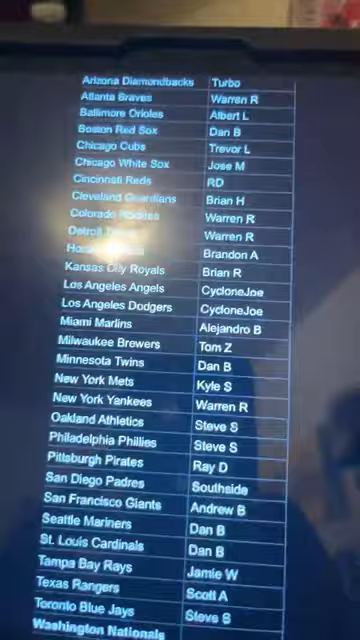 Arizona Diamondbacks Turbo
Atlanta Braves Warren R
Baltimore Orioles Albert L
Boston Red Sox Dan B
Chicago Cubs Trevor L
Chicago White Sox Jose M
Cincinnati Reds RD
Cleveland Guardians Brian H
Colorado Rockies Warren R
Detroit Warren R
Brandon A
Kansas City Royals Brian R
Los Angeles Angels CycloneJoe
Los Angeles Dodgers CycloneJoe
Miami Marlins Alejandro B
Milwaukee Brewers Tom Z
Minnesota Twins Dan B
New York Mets Kyle S
New York Yankees Warren R
Oakland Athletics Steve S
Philadelphia Phillies Steve S
Pittsburgh Pirates Ray D
San Diego Padres Southside
San Francisco Giants Andrew B
Seattle Mariners Dan B
St. Louis Cardinals Dan B
Tampa Bay Rays Jamie W
Texas Rangers Scott A
Toronto Blue Jays Steve S
Washington Nationals